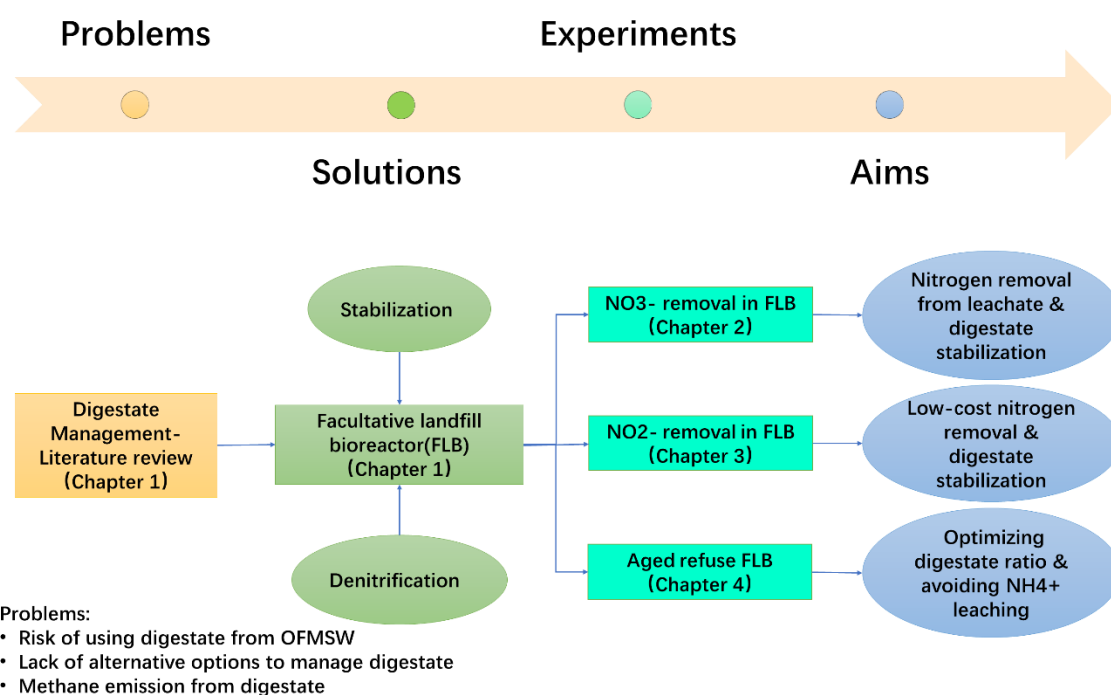 Problems
Experiments
Solutions
Aims
Stabilization
Digestate
Management-
Literature review
(Chapter 1)
Facultative landfill
bioreactor(FLB)
(Chapter 1)
Denitrification
NO3- removal in FLB
(Chapter 2)
NO2- removal in FLB
(Chapter 3)
Aged refuse FLB
(Chapter 4)
Nitrogen removal
from leachate &
digestate
stabilization
Low-cost nitrogen
removal &
digestate
stabilization
Optimizing
digestate ratio &
avoiding NH4+
leaching
Problems:
• Risk of using digestate from OFMSW
• Lack of alternative options to manage digestate
• Methane emission from digestate